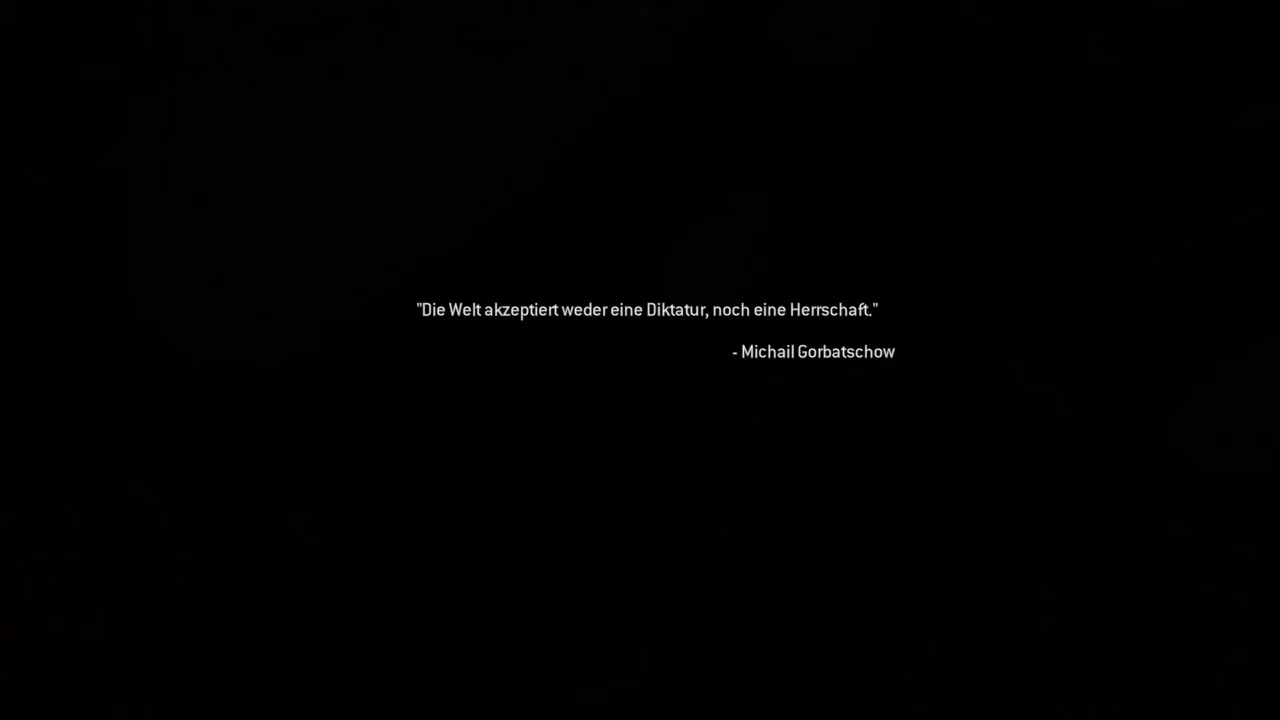 "Die Welt akzeptiert weder eine Diktatur, noch eine Herrschaft."
- Michail Gorbatschow